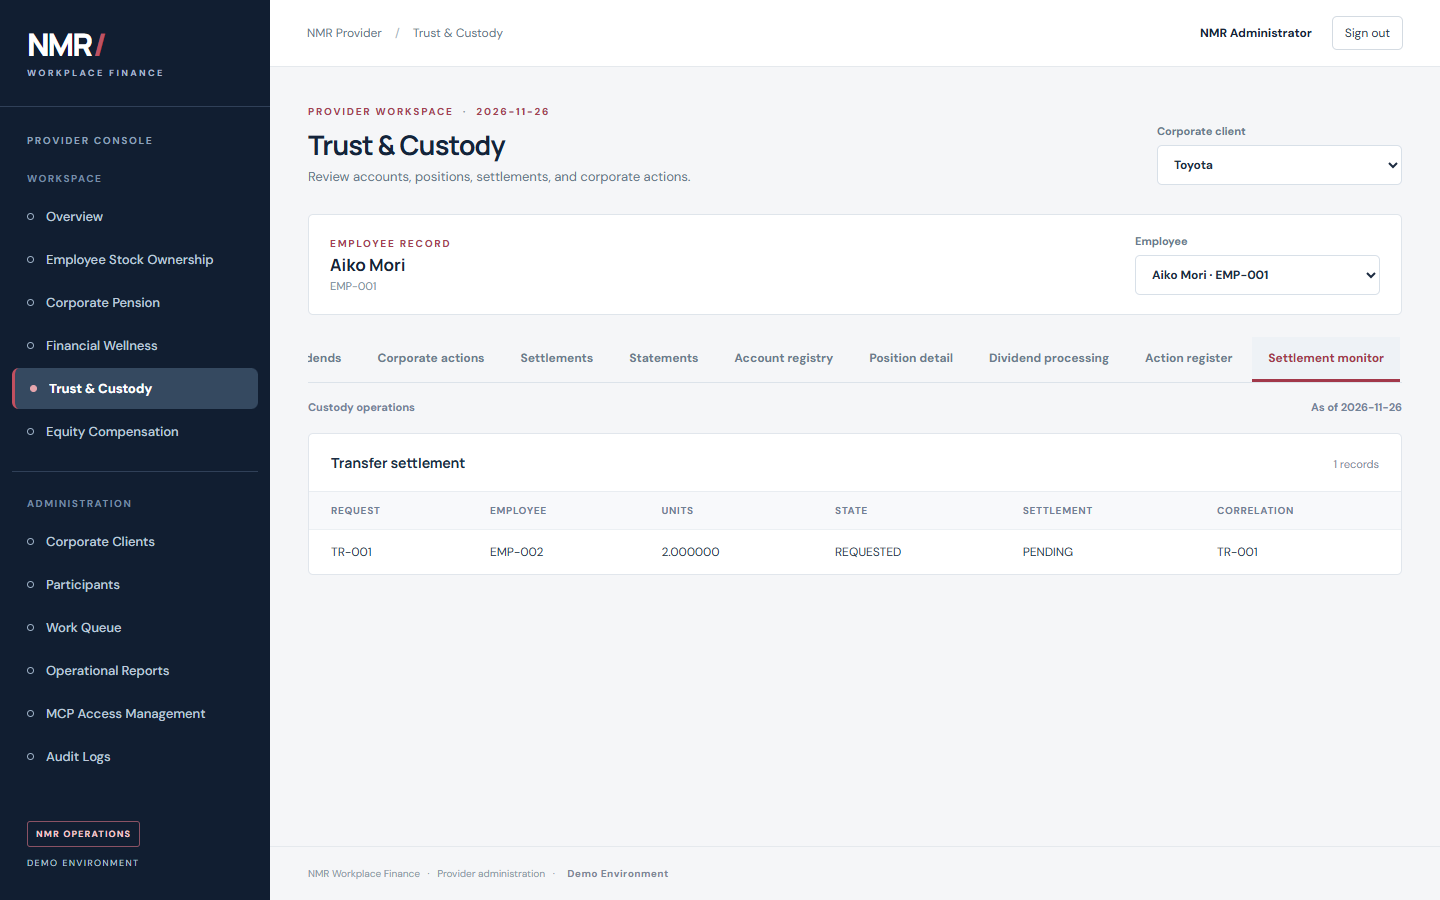 NMR/
WORKPLACE FINANCE
PROVIDER CONSOLE
WORKSPACE
Overview
Employee Stock Ownership
Corporate Pension
Financial Wellness
Trust & Custody
Equity Compensation
ADMINISTRATION
Corporate Clients
Participants
Work Queue
Operational Reports
MCP Access Management
Audit Logs
NMR OPERATIONS
DEMO ENVIRONMENT
NMR Provider / Trust & Custody
NMR Administrator
Sign out
PROVIDER WORKSPACE · 2026-11-26
Trust & Custody
Review accounts, positions, settlements, and corporate actions.
Corporate client
Toyota
EMPLOYEE RECORD
Aiko Mori
EMP-001
Employee
Aiko Mori · EMP-001
dends Corporate actions Settlements Statements Account registry Position detail Dividend processing Action register Settlement monitor
Custody operations As of 2026-11-26
Transfer settlement 1 records
REQUEST EMPLOYEE UNITS STATE SETTLEMENT CORRELATION
TR-001 EMP-002 2.000000 REQUESTED PENDING TR-001
NMR Workplace Finance · Provider administration · Demo Environment